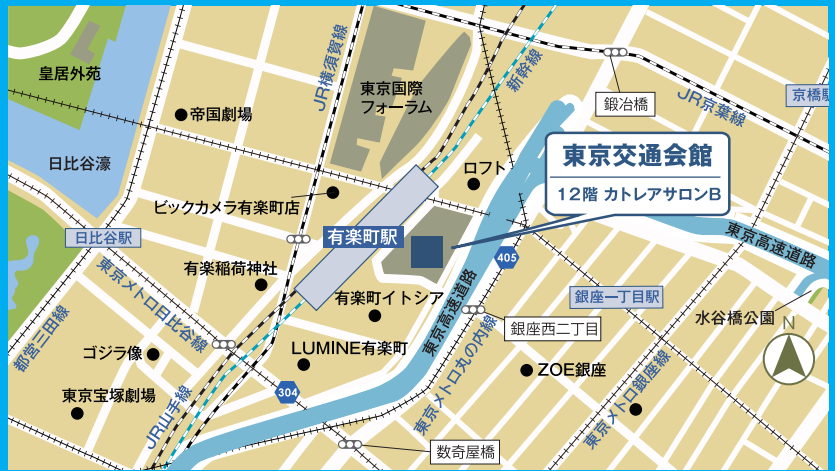 皇居外苑
帝国劇場
JR横須賀線
東京国際
フォーラム
新幹線
鍛冶橋
JR京葉線
京橋駅
日比谷濠
ロフト
東京交通会館
12階 カトレアサロンB
ビックカメラ有楽町店
日比谷駅
有楽町駅
東京高速道路
405
有楽稲荷神社
有楽町イトシア
銀座一丁目駅
水谷橋公園
N
東京メトロ日比谷線
都営三田線
東京高速道路
銀座西二丁目
ゴジラ像
LUMINE有楽町
ZOE銀座
304
東京宝塚劇場
JR山手線
東京メトロ丸の内線
東京メトロ銀座線
数奇屋橋